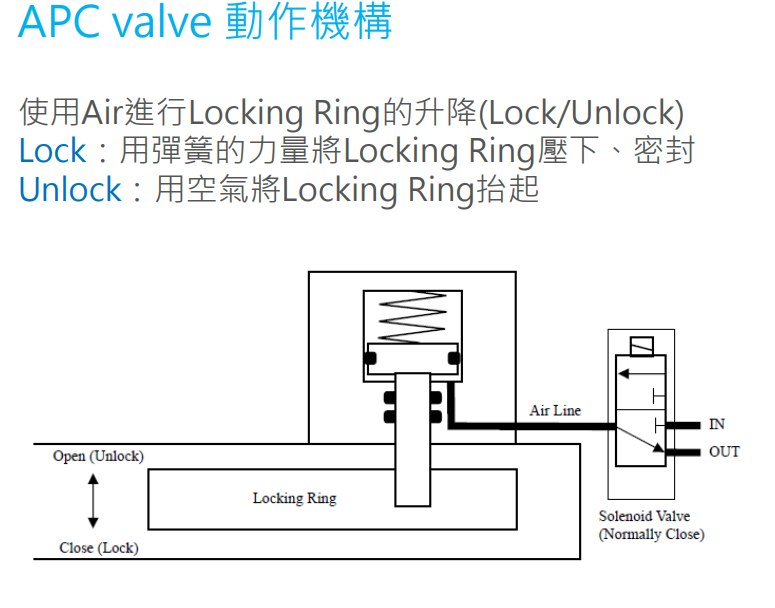 APC valve 動作機構
使用Air進行Locking Ring的升降(Lock/Unlock)
Lock：用彈簧的力量將Locking Ring壓下、密封
Unlock：用空氣將Locking Ring抬起
Air Line
IN
OUT
Open (Unlock)
Locking Ring
Close (Lock)
Solenoid Valve
(Normally Close)